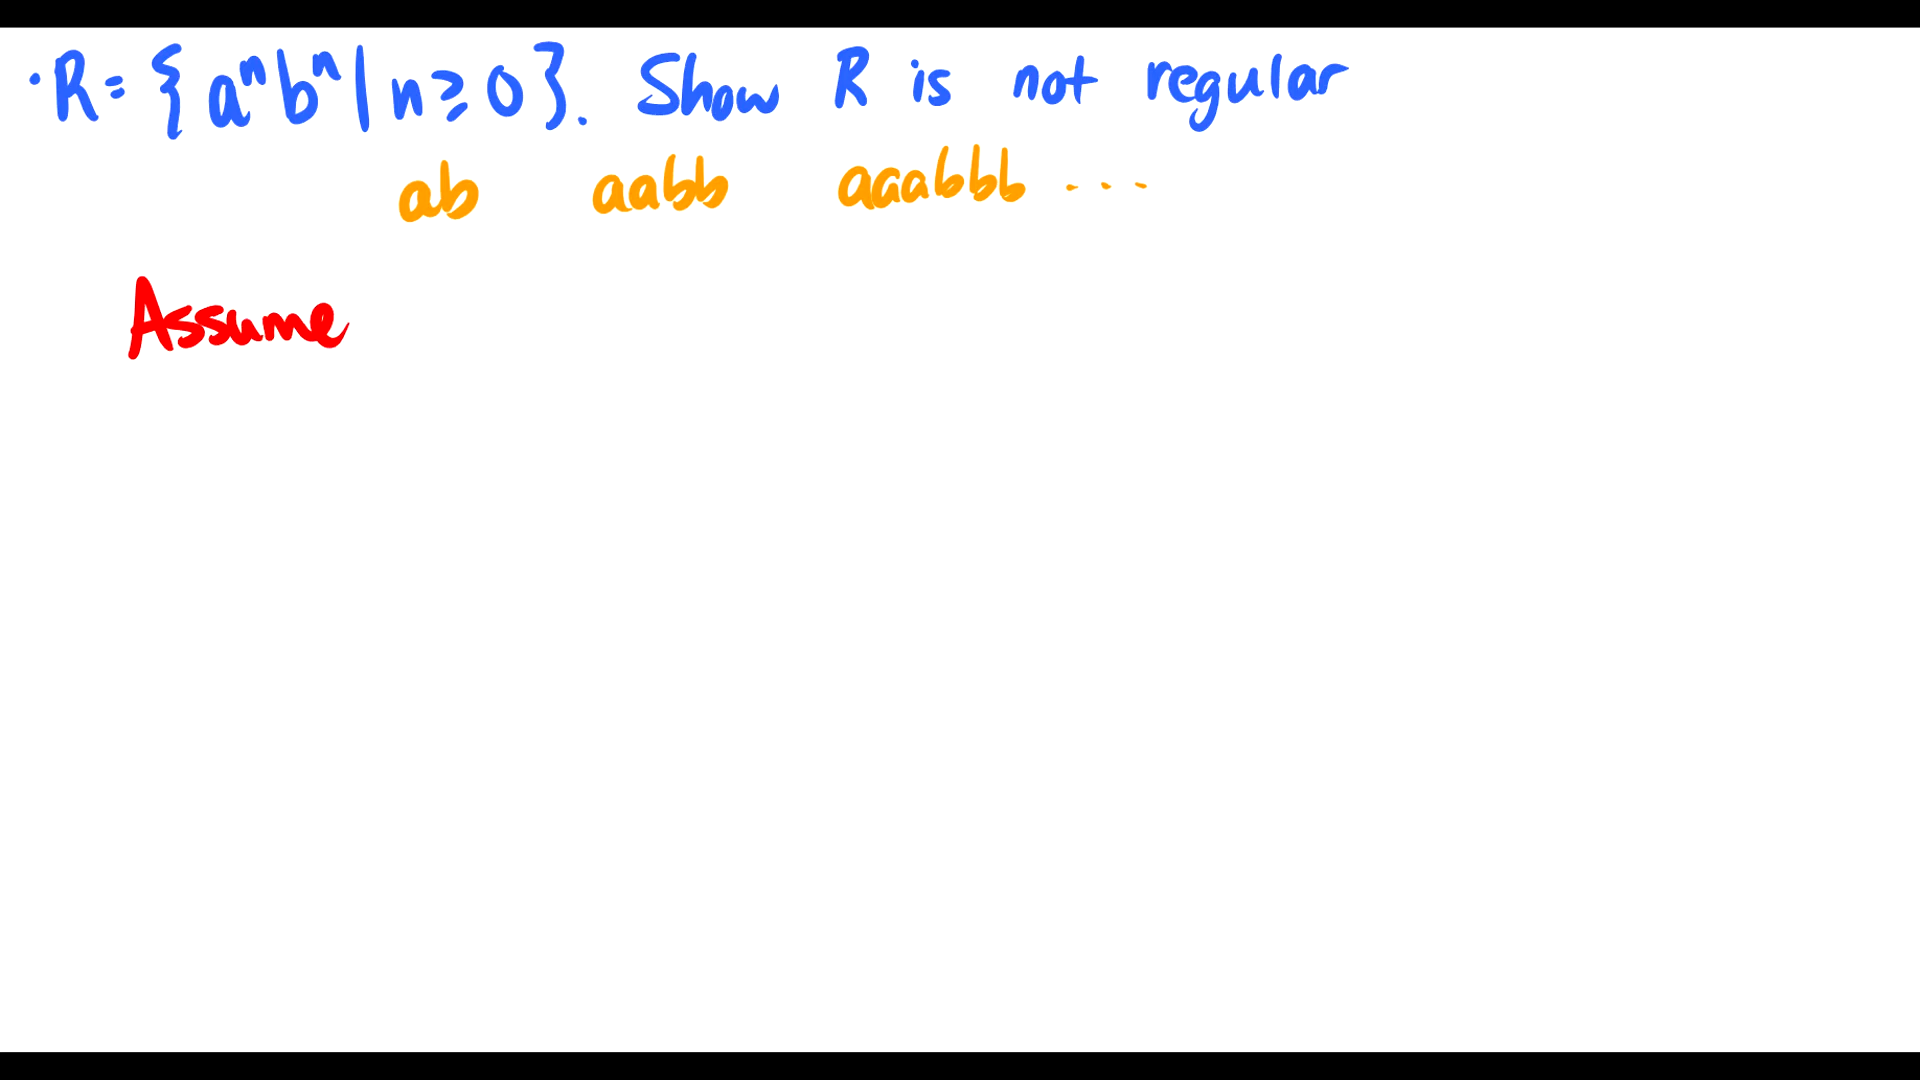 · R = { aⁿbⁿ | n ≥ 0 }. Show R is not regular
ab aabb aaabbb ...
Assume